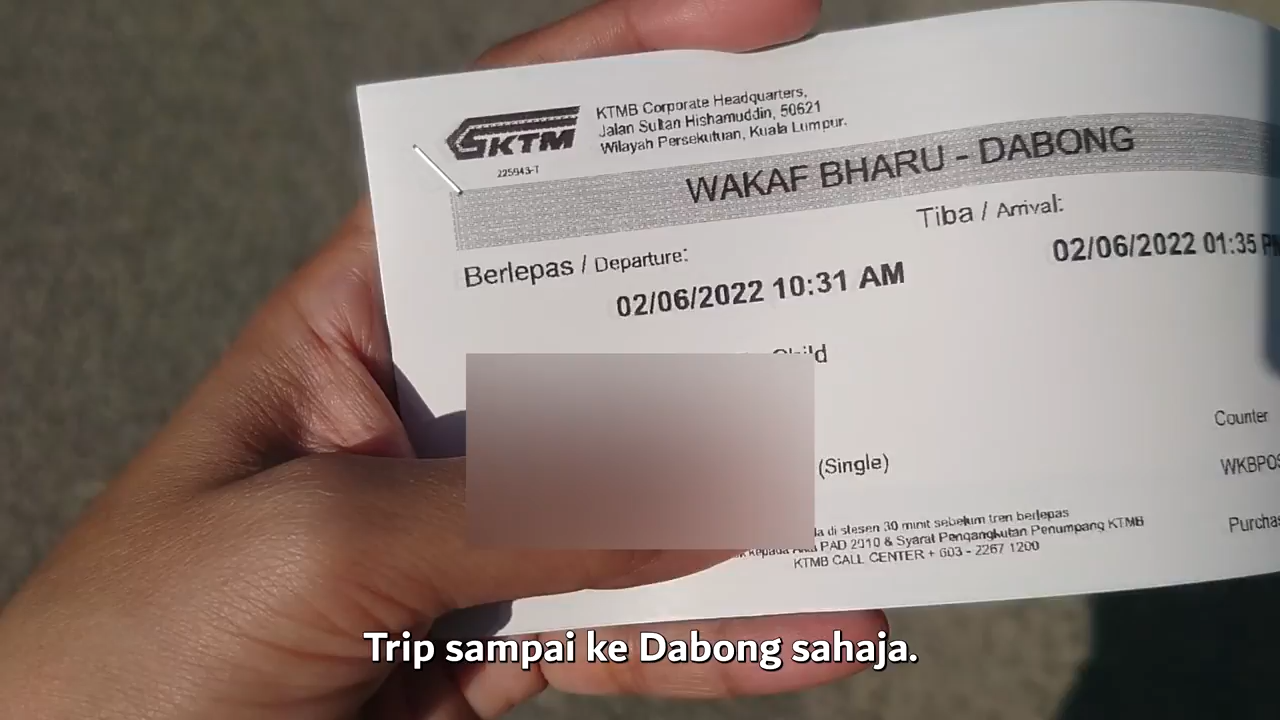 KTM
225943-T
KTMB Corporate Headquarters,
Jalan Sultan Hishamuddin, 50621
Wilayah Persekutuan, Kuala Lumpur.
WAKAF BHARU - DABONG
Berlepas / Departure:
02/06/2022 10:31 AM
Tiba / Arrival:
02/06/2022 01:35
Child
(Single)
Counter
di stesen 30 minit sebelum tren berlepas
kepada PAD 2010 & Syarat Pengangkutan Penumpang KTMB
KTMB CALL CENTER + 603 - 2267 1200
Trip sampai ke Dabong sahaja.